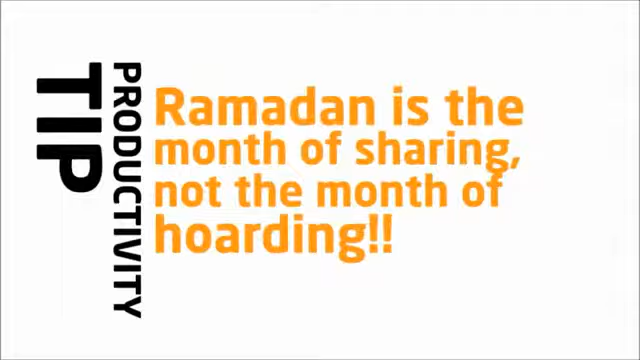 PRODUCTIVITY
TIP
Ramadan is the
month of sharing,
not the month of
hoarding!!